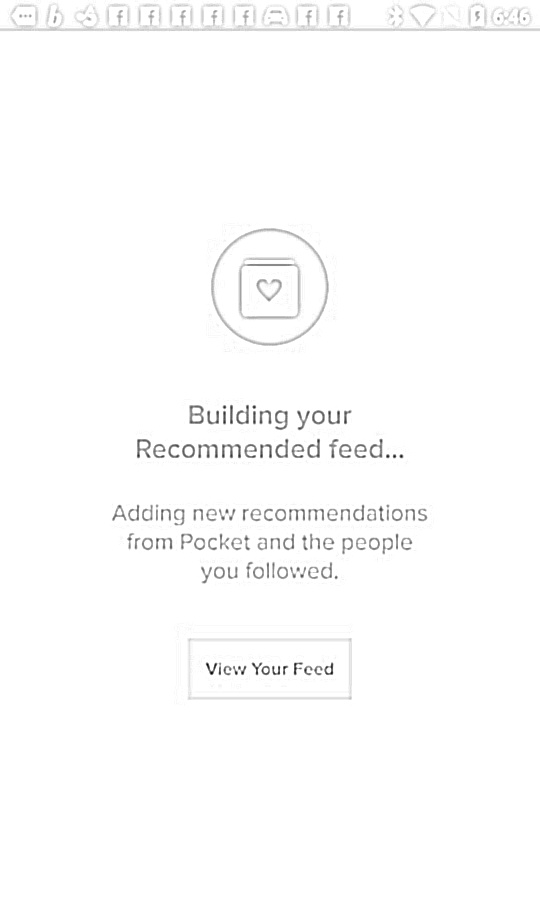 6:46
Building your
Recommended feed...
Adding new recommendations
from Pocket and the people
you followed.
View Your Feed